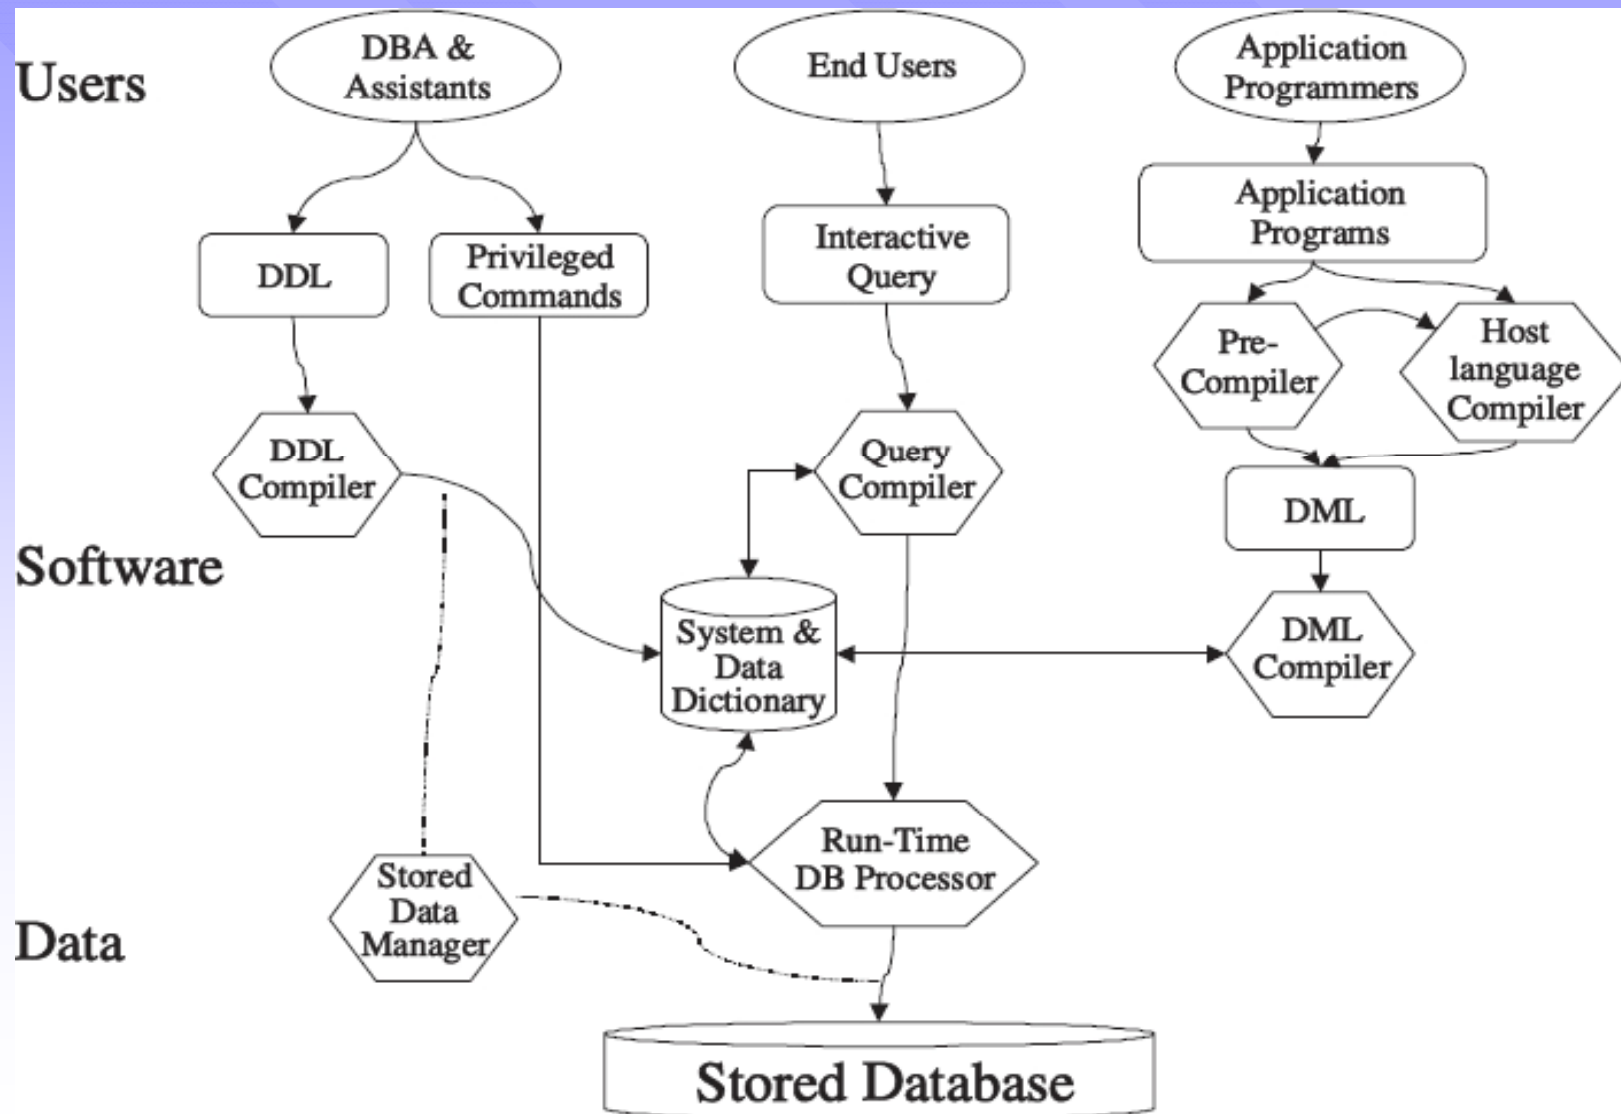 Users
DBA &
Assistants
End Users
Application
Programmers
DDL
Privileged
Commands
Interactive
Query
Application
Programs
Pre-
Compiler
Host
language
Compiler
DDL
Compiler
Query
Compiler
DML
Software
System &
Data
Dictionary
DML
Compiler
Run-Time
DB Processor
Stored
Data
Manager
Data
Stored Database